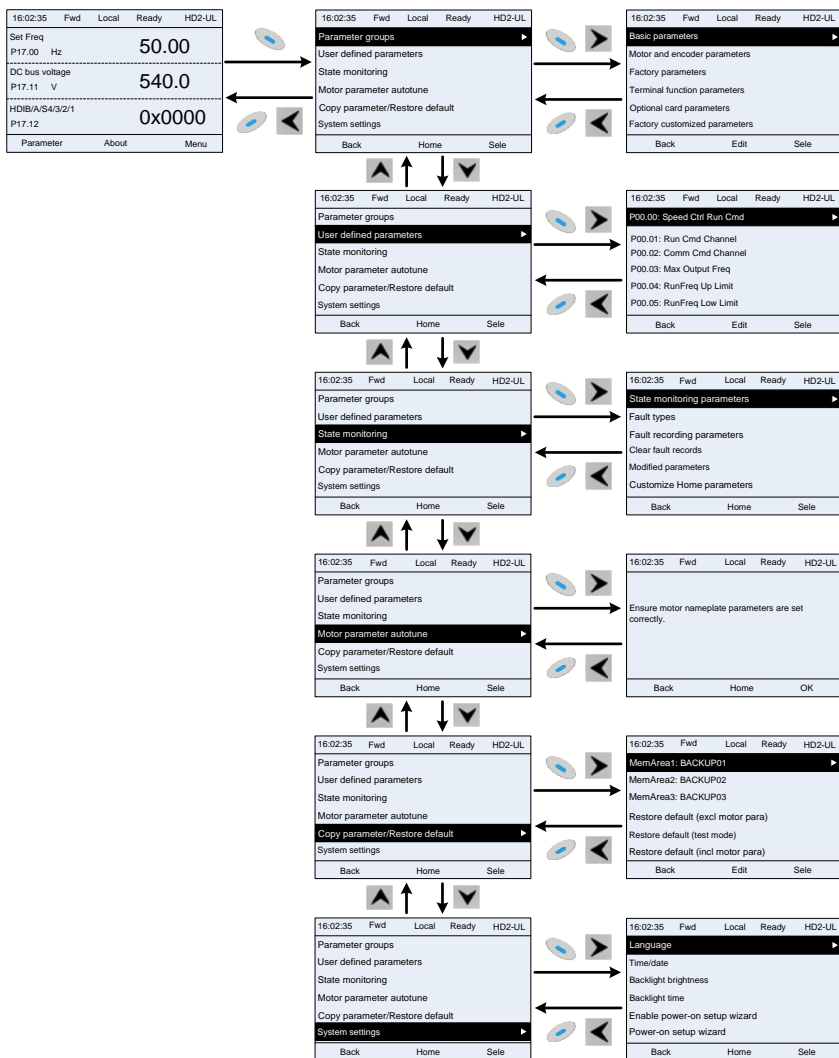 16:02:35 Fwd Local Ready HD2-UL
Set Freq
P17.00 Hz 50.00
DC bus voltage
P17.11 V 540.0
HDIB/A/S4/3/2/1
P17.12 0x0000
Parameter About Menu
16:02:35 Fwd Local Ready HD2-UL
Parameter groups
User defined parameters
State monitoring
Motor parameter autotune
Copy parameter/Restore default
System settings
Back Home Sele
16:02:35 Fwd Local Ready HD2-UL
Basic parameters
Motor and encoder parameters
Factory parameters
Terminal function parameters
Optional card parameters
Factory customized parameters
Back Edit Sele
16:02:35 Fwd Local Ready HD2-UL
Parameter groups
User defined parameters
State monitoring
Motor parameter autotune
Copy parameter/Restore default
System settings
Back Home Sele
16:02:35 Fwd Local Ready HD2-UL
P00.00: Speed Ctrl Run Cmd
P00.01: Run Cmd Channel
P00.02: Comm Cmd Channel
P00.03: Max Output Freq
P00.04: RunFreq Up Limit
P00.05: RunFreq Low Limit
Back Edit Sele
16:02:35 Fwd Local Ready HD2-UL
Parameter groups
User defined parameters
State monitoring
Motor parameter autotune
Copy parameter/Restore default
System settings
Back Home Sele
16:02:35 Fwd Local Ready HD2-UL
State monitoring parameters
Fault types
Fault recording parameters
Clear fault records
Modified parameters
Customize Home parameters
Back Home Sele
16:02:35 Fwd Local Ready HD2-UL
Parameter groups
User defined parameters
State monitoring
Motor parameter autotune
Copy parameter/Restore default
System settings
Back Home Sele
16:02:35 Fwd Local Ready HD2-UL
Ensure motor nameplate parameters are set
correctly.
Back Home OK
16:02:35 Fwd Local Ready HD2-UL
Parameter groups
User defined parameters
State monitoring
Motor parameter autotune
Copy parameter/Restore default
System settings
Back Home Sele
16:02:35 Fwd Local Ready HD2-UL
MemArea1: BACKUP01
MemArea2: BACKUP02
MemArea3: BACKUP03
Restore default (excl motor para)
Restore default (test mode)
Restore default (incl motor para)
Back Edit Sele
16:02:35 Fwd Local Ready HD2-UL
Parameter groups
User defined parameters
State monitoring
Motor parameter autotune
Copy parameter/Restore default
System settings
Back Home Sele
16:02:35 Fwd Local Ready HD2-UL
Language
Time/date
Backlight brightness
Backlight time
Enable power-on setup wizard
Power-on setup wizard
Back Home Sele